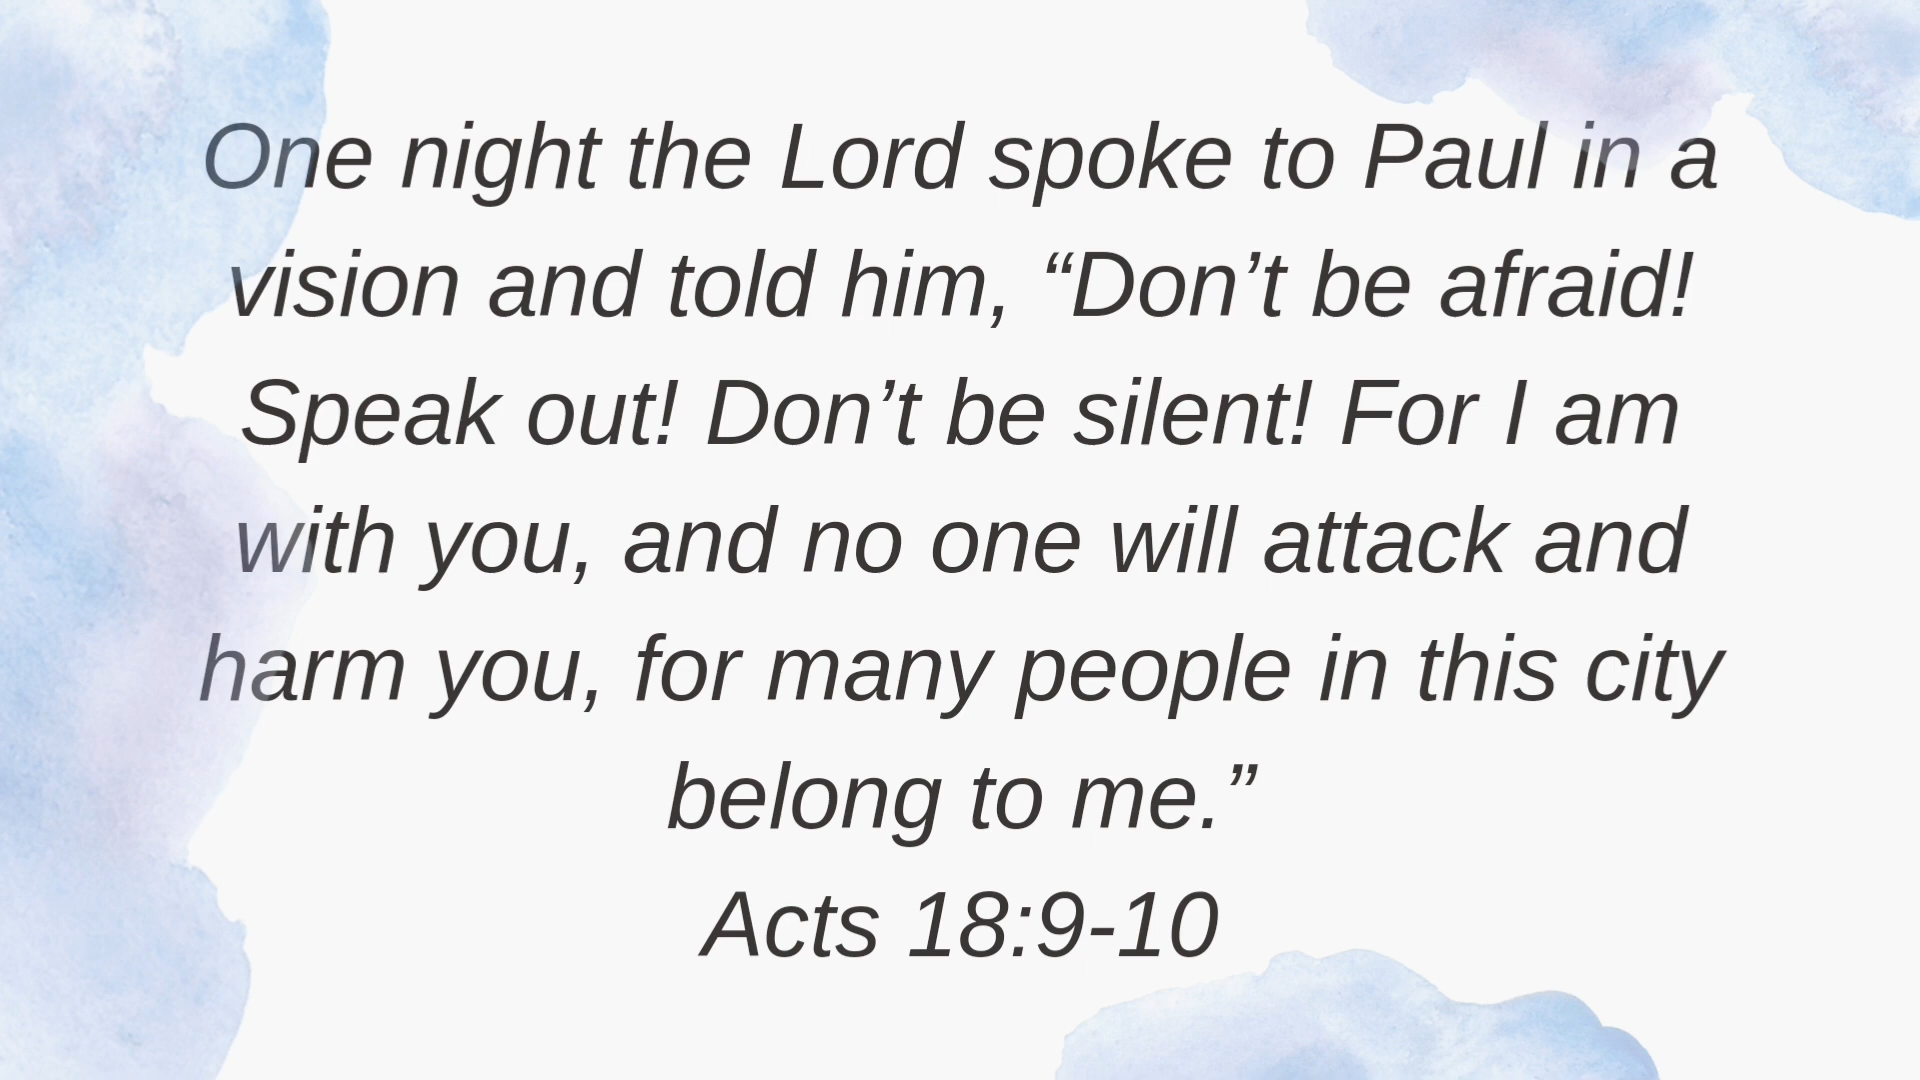 One night the Lord spoke to Paul in a
vision and told him, “Don’t be afraid!
Speak out! Don’t be silent! For I am
with you, and no one will attack and
harm you, for many people in this city
belong to me.”
Acts 18:9-10